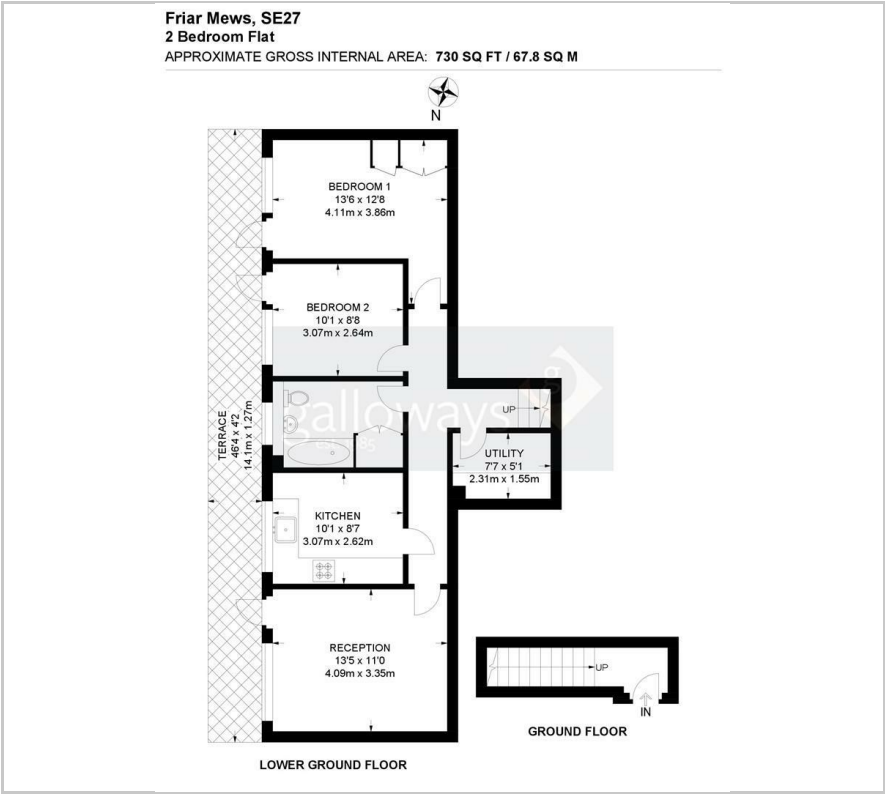 Friar Mews, SE27
2 Bedroom Flat
APPROXIMATE GROSS INTERNAL AREA: 730 SQ FT / 67.8 SQ M
N
BEDROOM 1
13'6 x 12'8
4.11m x 3.86m
BEDROOM 2
10'1 x 8'8
3.07m x 2.64m
TERRACE
46'4 x 4'2
14.1m x 1.27m
galloways
g
UP
UTILITY
7'7 x 5'1
2.31m x 1.55m
KITCHEN
10'1 x 8'7
3.07m x 2.62m
RECEPTION
13'5 x 11'0
4.09m x 3.35m
UP
IN
GROUND FLOOR
LOWER GROUND FLOOR